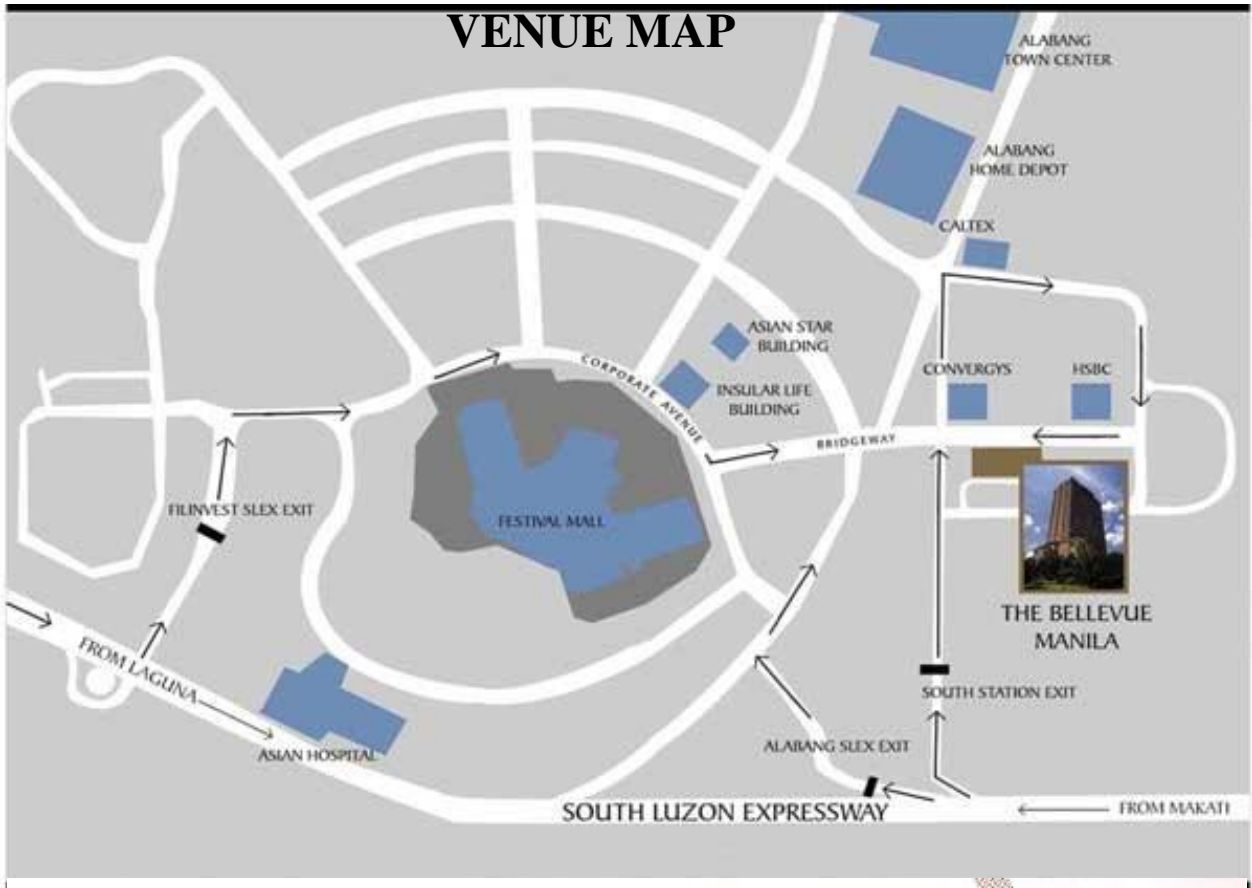 VENUE MAP
ALABANG
TOWN CENTER
ALABANG
HOME DEPOT
CALTEX
ASIAN STAR
BUILDING
CORPORATE AVENUE
INSULAR LIFE
BUILDING
CONVERGYS
HSBC
BRIDGEWAY
FILINVEST SLEX EXIT
FESTIVAL MALL
THE BELLEVUE
MANILA
FROM LAGUNA
SOUTH STATION EXIT
ASIAN HOSPITAL
ALABANG SLEX EXIT
SOUTH LUZON EXPRESSWAY
FROM MAKATI